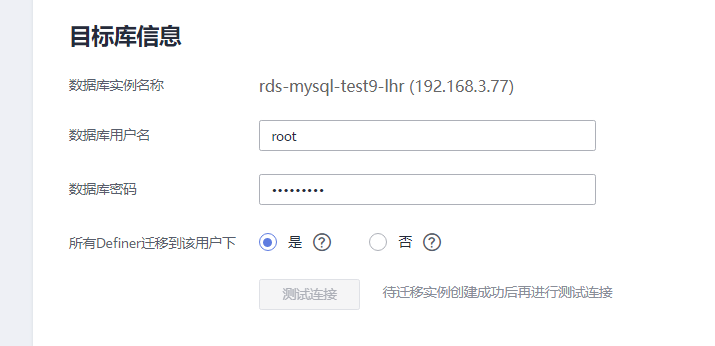 目标库信息
数据库实例名称 rds-mysql-test9-lhr (192.168.3.77)
数据库用户名 root
数据库密码 •••••••••
所有Definer迁移到该用户下 是 ? 否 ?
测试连接 待迁移实例创建成功后再进行测试连接